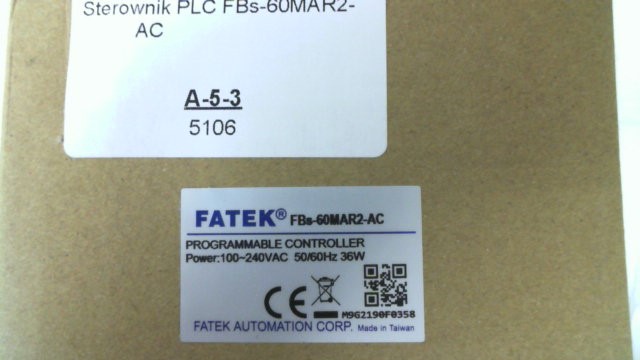 Sterownik PLC FBs-60MAR2-
AC
A-5-3
5106
FATEK® FBs-60MAR2-AC
PROGRAMMABLE CONTROLLER
Power:100~240VAC 50/60Hz 36W
CE
M9G2190F0358
FATEK AUTOMATION CORP. Made in Taiwan